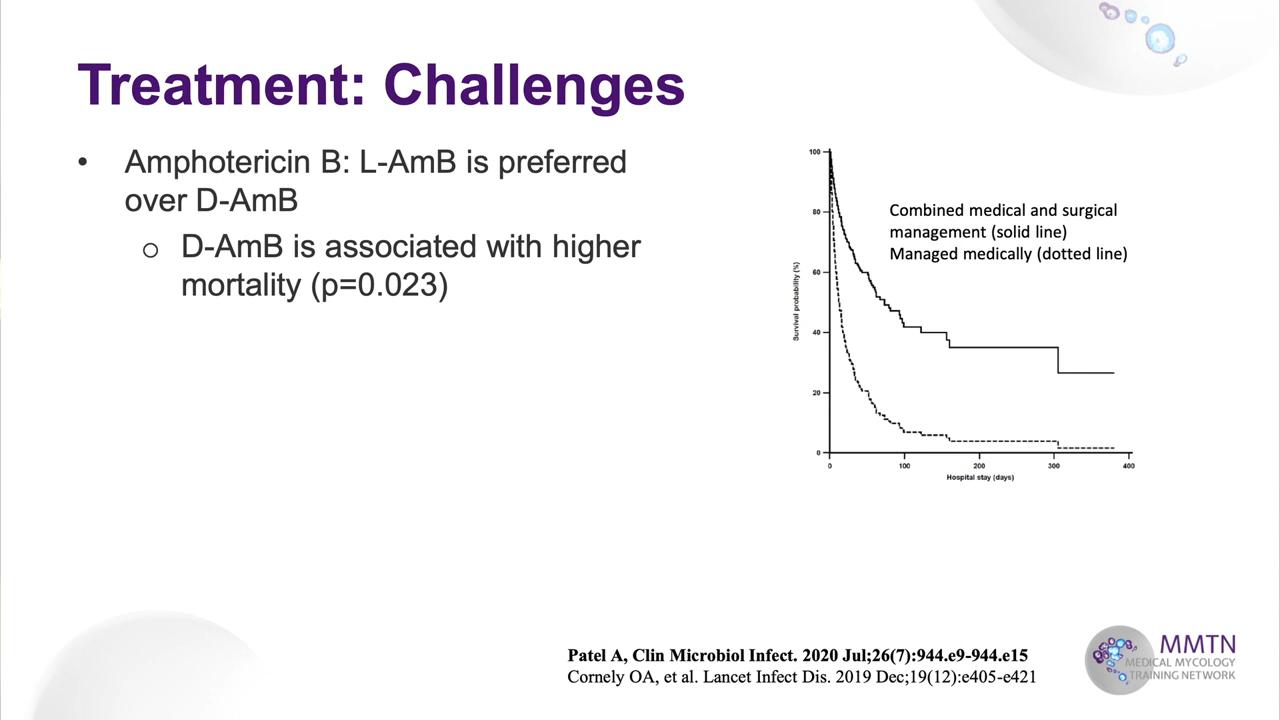 Treatment: Challenges
• Amphotericin B: L-AmB is preferred
over D-AmB
o D-AmB is associated with higher
mortality (p=0.023)
Combined medical and surgical
management (solid line)
Managed medically (dotted line)
100
80
60
40
20
0
Survival probability (%)
0 100 200 300 400
Hospital stay (days)
Patel A, Clin Microbiol Infect. 2020 Jul;26(7):944.e9-944.e15
Cornely OA, et al. Lancet Infect Dis. 2019 Dec;19(12):e405-e421
MMTN
MEDICAL MYCOLOGY
TRAINING NETWORK